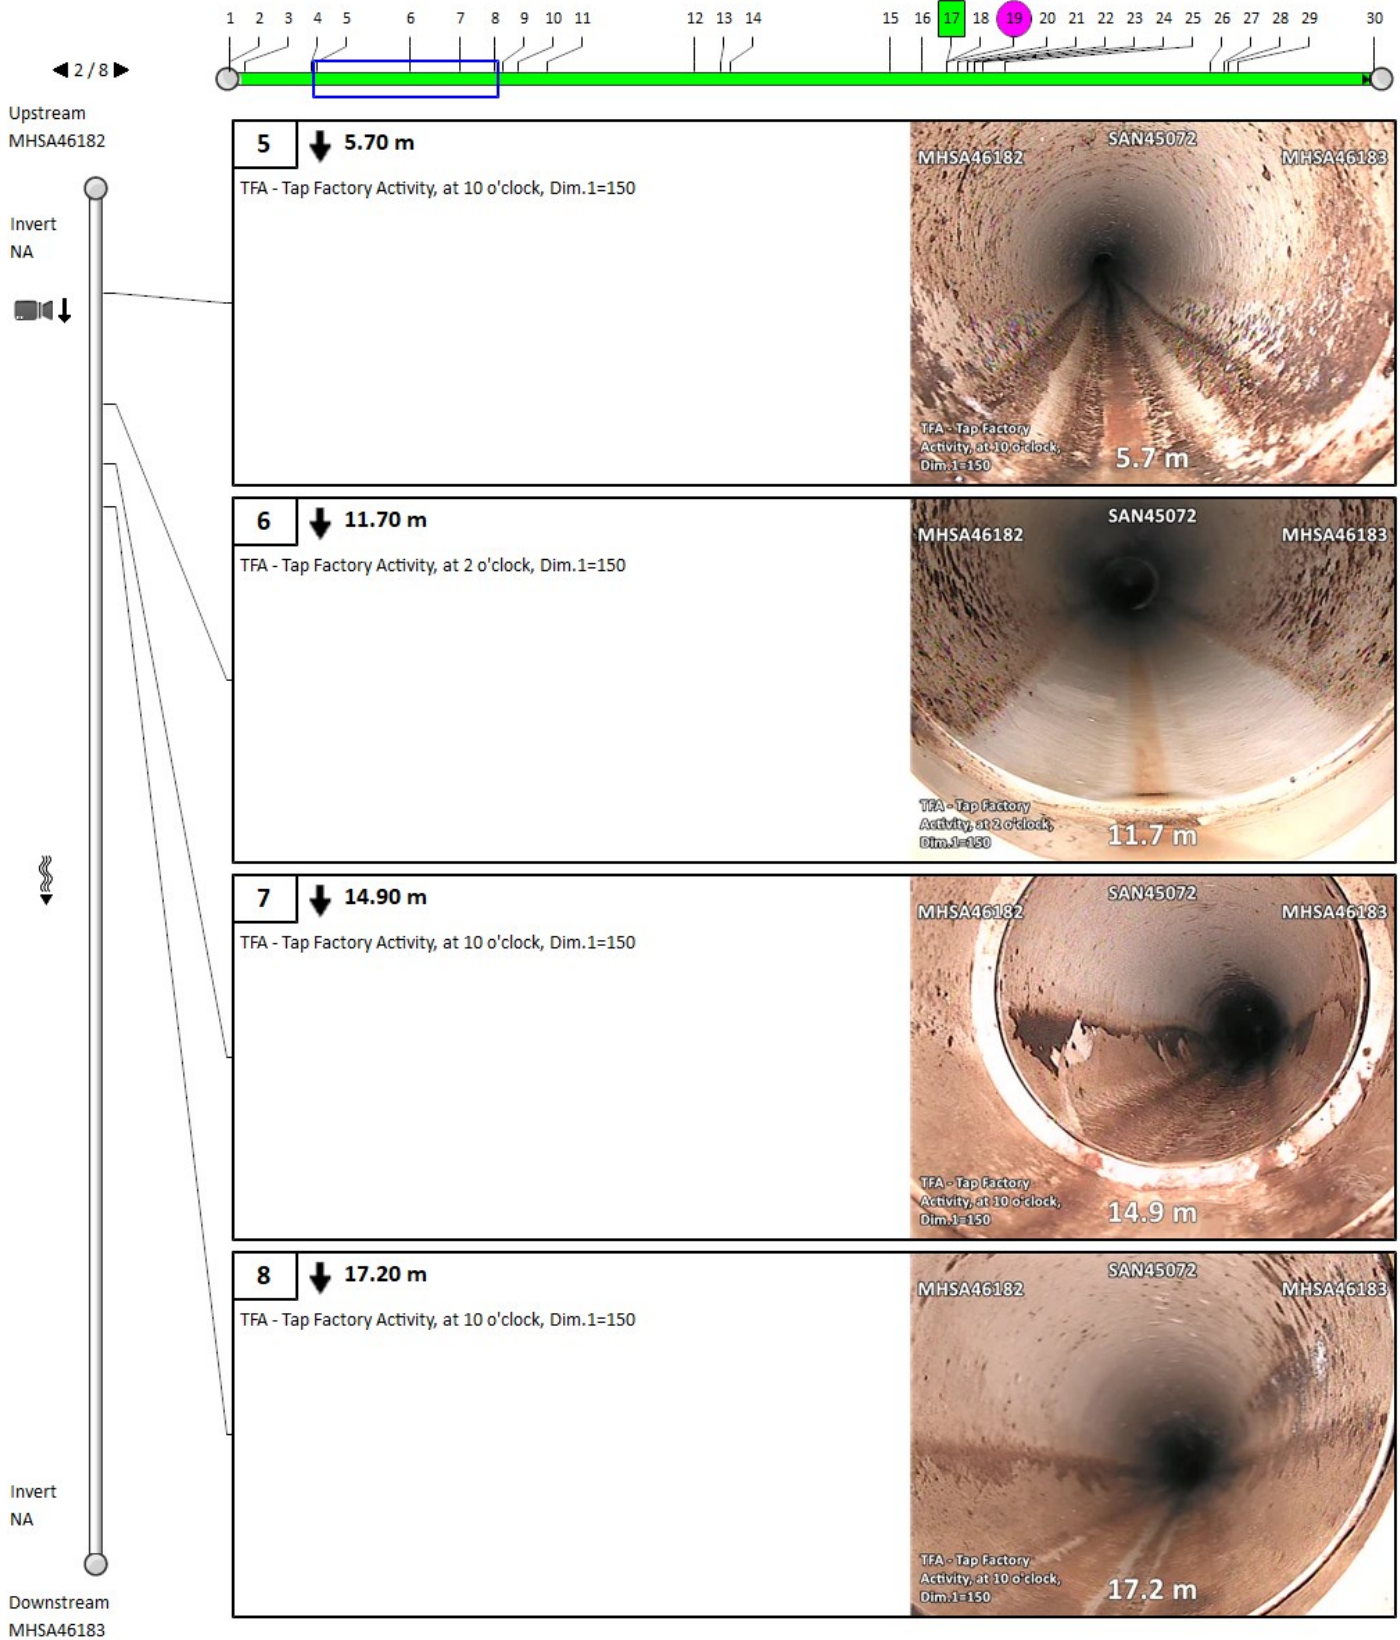 1 2 3 4 5 6 7 8 9 10 11 12 13 14 15 16 17 18 19 20 21 22 23 24 25 26 27 28 29 30
2 / 8
Upstream
MHSA46182
Invert
NA
5 5.70 m
TFA - Tap Factory Activity, at 10 o'clock, Dim.1=150
SAN45072
MHSA46182 MHSA46183
TFA - Tap Factory
Activity, at 10 o'clock,
Dim.1=150
5.7 m
6 11.70 m
TFA - Tap Factory Activity, at 2 o'clock, Dim.1=150
SAN45072
MHSA46182 MHSA46183
TFA - Tap Factory
Activity, at 2 o'clock,
Dim.1=150
11.7 m
7 14.90 m
TFA - Tap Factory Activity, at 10 o'clock, Dim.1=150
SAN45072
MHSA46182 MHSA46183
TFA - Tap Factory
Activity, at 10 o'clock,
Dim.1=150
14.9 m
8 17.20 m
TFA - Tap Factory Activity, at 10 o'clock, Dim.1=150
SAN45072
MHSA46182 MHSA46183
TFA - Tap Factory
Activity, at 10 o'clock,
Dim.1=150
17.2 m
Invert
NA
Downstream
MHSA46183